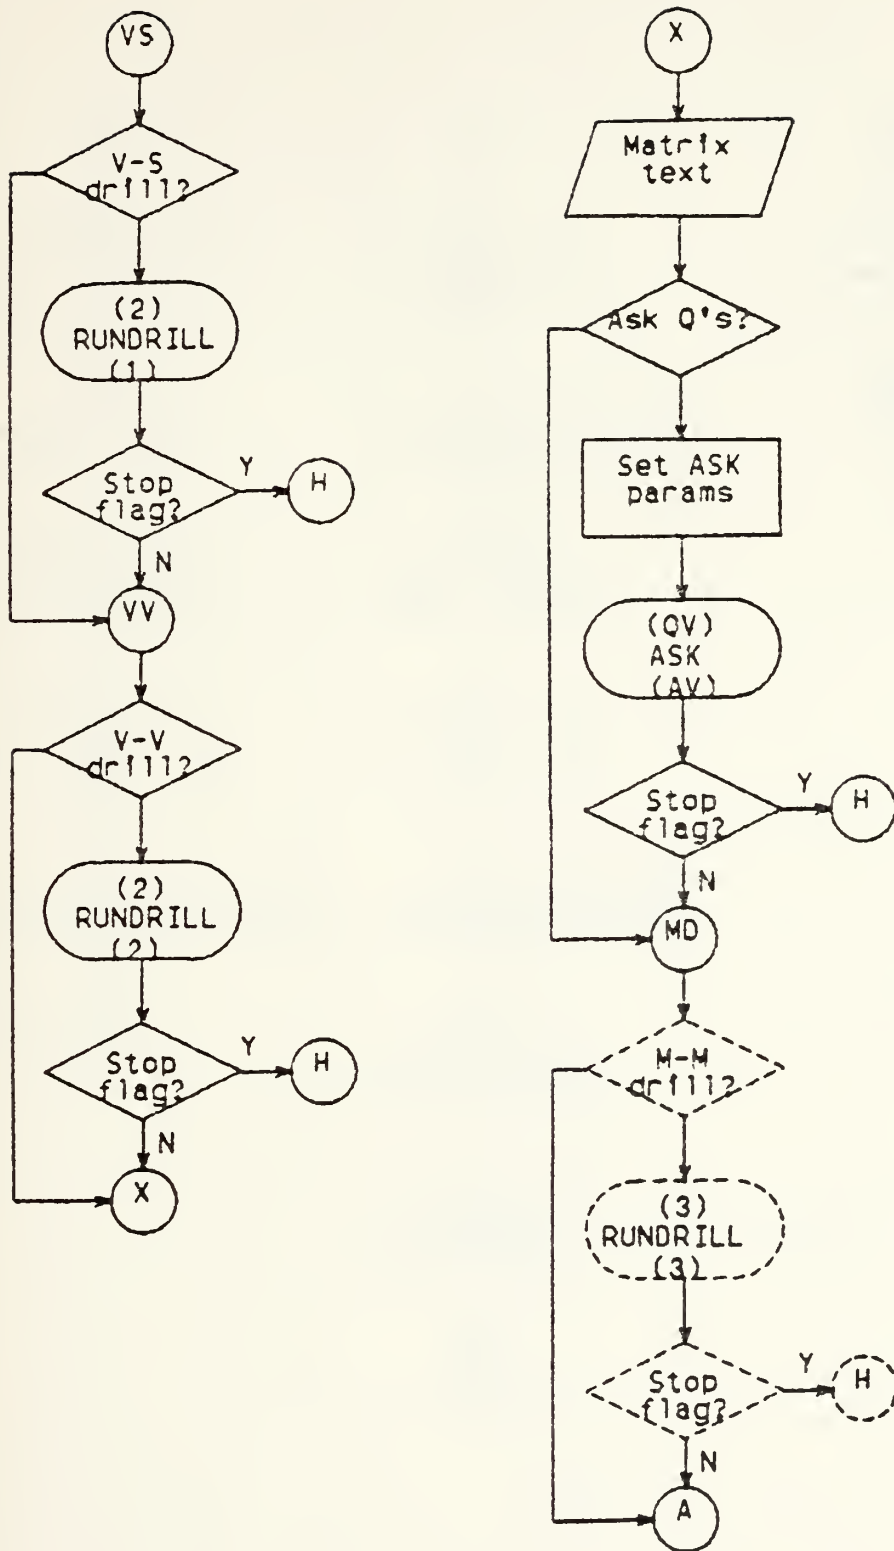 VS
V-S
drill?
(2)
RUNDRILL
(1)
Stop
flag?
Y
H
N
VV
V-V
drill?
(2)
RUNDRILL
(2)
Stop
flag?
Y
H
N
X
X
Matrix
text
Ask Q's?
Set ASK
params
(QV)
ASK
(AV)
Stop
flag?
Y
H
N
MD
M-M
drill?
(3)
RUNDRILL
(3)
Stop
flag?
Y
H
N
A